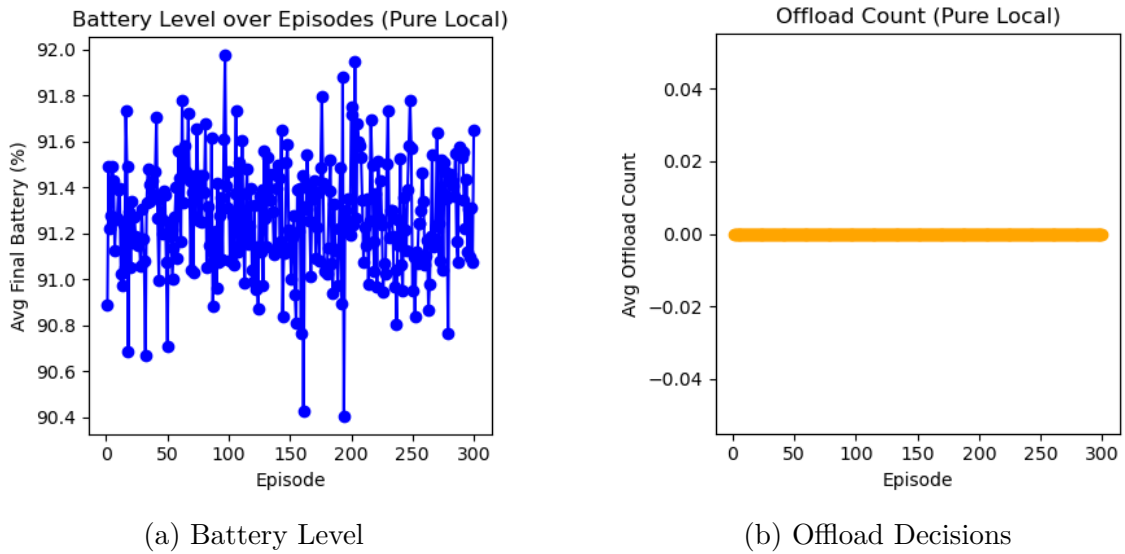 Battery Level over Episodes (Pure Local)
Avg Final Battery (%)
92.0
91.8
91.6
91.4
91.2
91.0
90.8
90.6
90.4
0 50 100 150 200 250 300
Episode
(a) Battery Level
Offload Count (Pure Local)
Avg Offload Count
0.04
0.02
0.00
−0.02
−0.04
0 50 100 150 200 250 300
Episode
(b) Offload Decisions